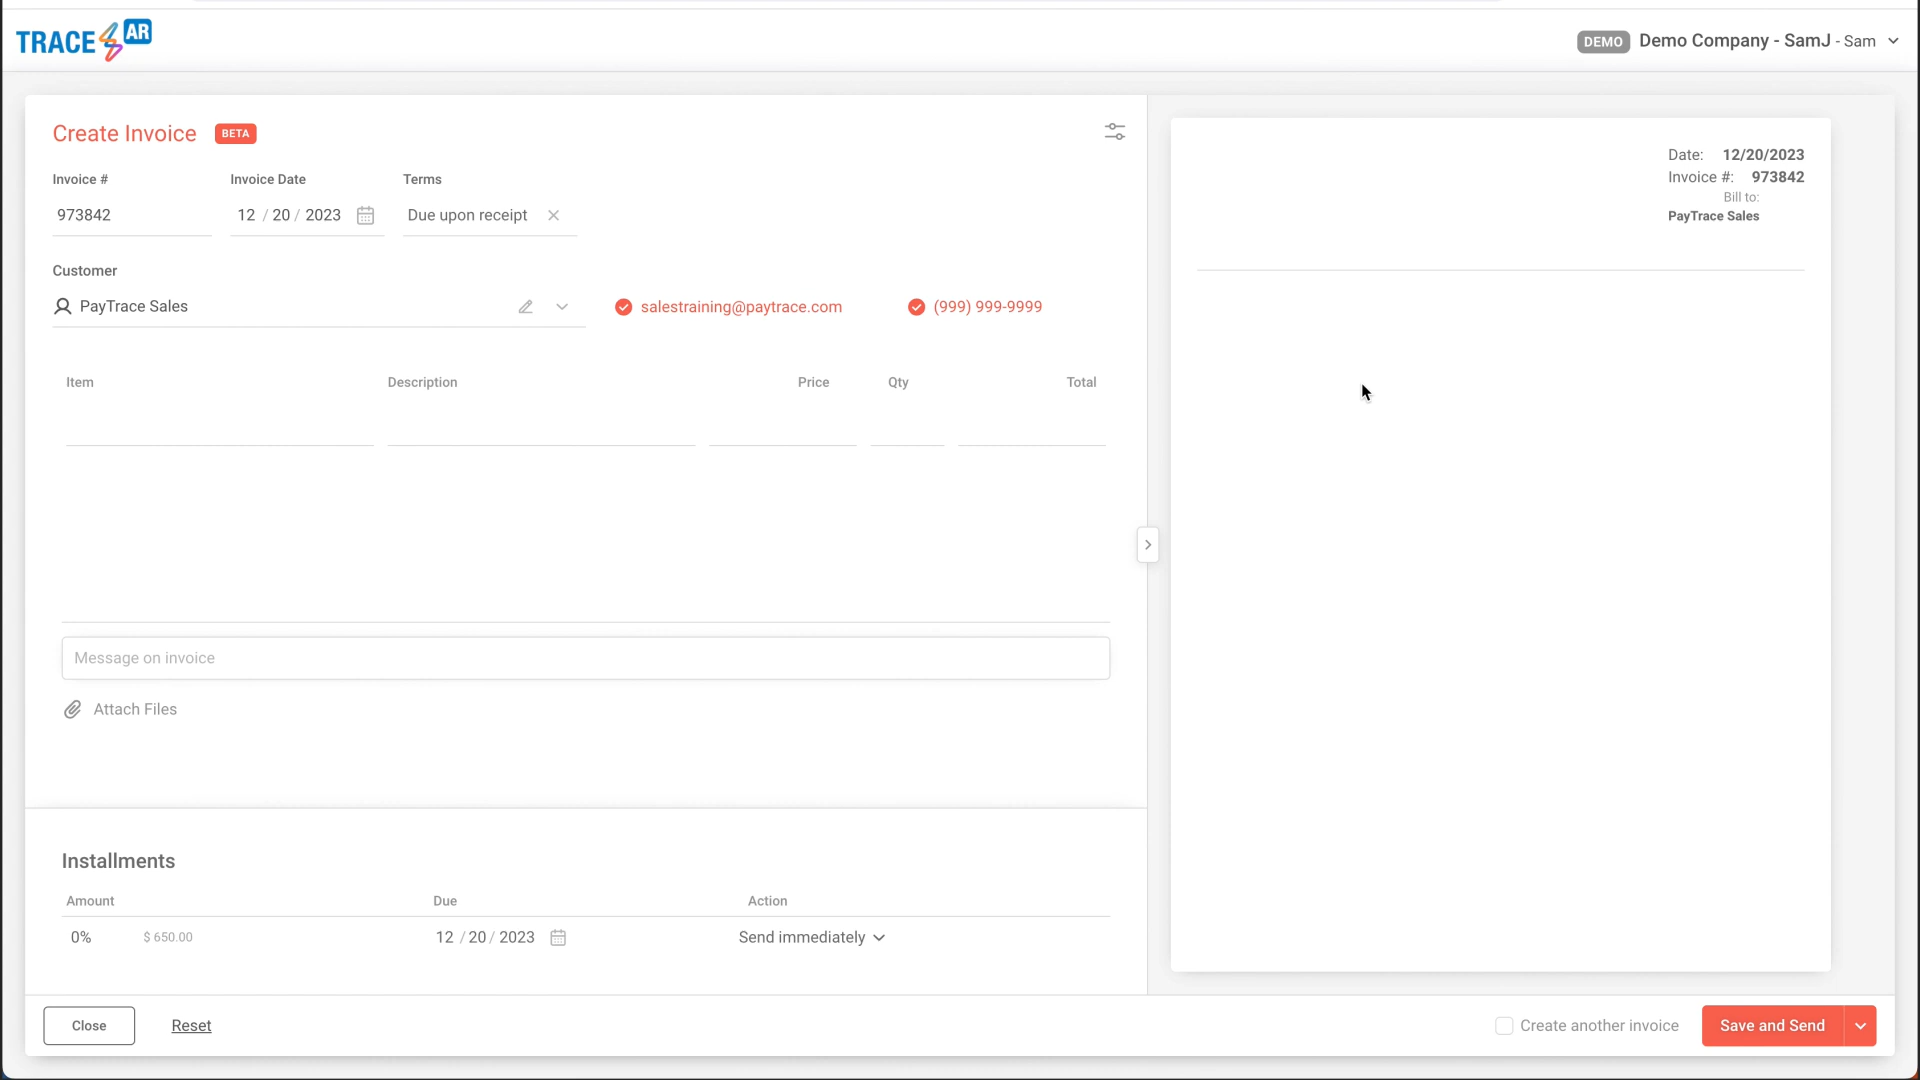 TRACE AR
DEMO Demo Company - SamJ - Sam
Create Invoice BETA
Invoice # Invoice Date Terms
973842 12 / 20 / 2023 Due upon receipt
Customer
PayTrace Sales salestraining@paytrace.com (999) 999-9999
Item Description Price Qty Total
Message on invoice
Attach Files
Installments
Amount Due Action
0% $ 650.00 12 / 20 / 2023 Send immediately
Close Reset
Date: 12/20/2023
Invoice #: 973842
Bill to:
PayTrace Sales
Create another invoice Save and Send